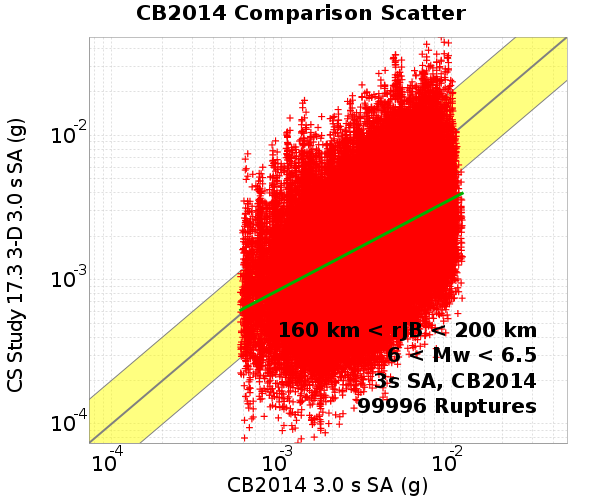 CB2014 Comparison Scatter
CS Study 17.3 3-D 3.0 s SA (g)
10-2
10-3
10-4
160 km < rJB < 200 km
6 < Mw < 6.5
3s SA, CB2014
99996 Ruptures
10-4 10-3 10-2
CB2014 3.0 s SA (g)